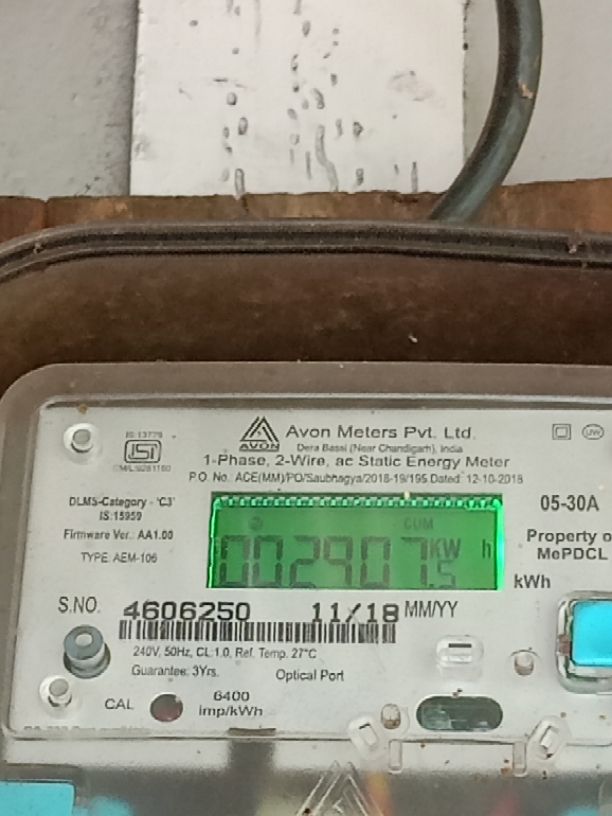 IS:13779
ISI
CM/L
AVON
Avon Meters Pvt. Ltd.
Dera Bassi (Near Chandigarh), India
1-Phase, 2-Wire, ac Static Energy Meter
P.O. No. ACE(MM)/PO/Saubhagya/2018-19/195 Dated: 12-10-2018
UW
DLMS-Category - 'C3'
IS:15959
Firmware Ver.: AA1.00
TYPE: AEM-106
CUM
002907.5 KW h
05-30A
Property o
MePDCL
kWh
S.NO. 4606250 11/18 MM/YY
240V, 50Hz, CL:1.0, Ref. Temp. 27°C
Guarantee: 3Yrs. Optical Port
CAL 6400
imp/kWh